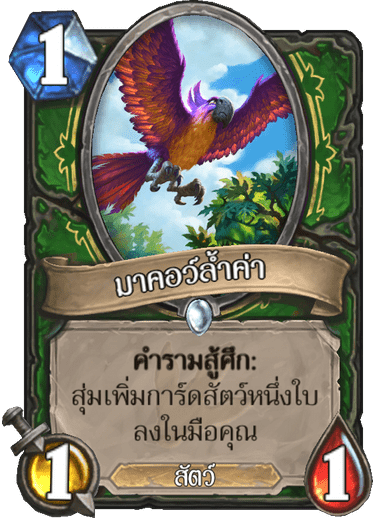 1
มาคอว์ล้ำค่า
คำรามสู้ศึก:
สุ่มเพิ่มการ์ดสัตว์หนึ่งใบ
ลงในมือคุณ
1
สัตว์
1